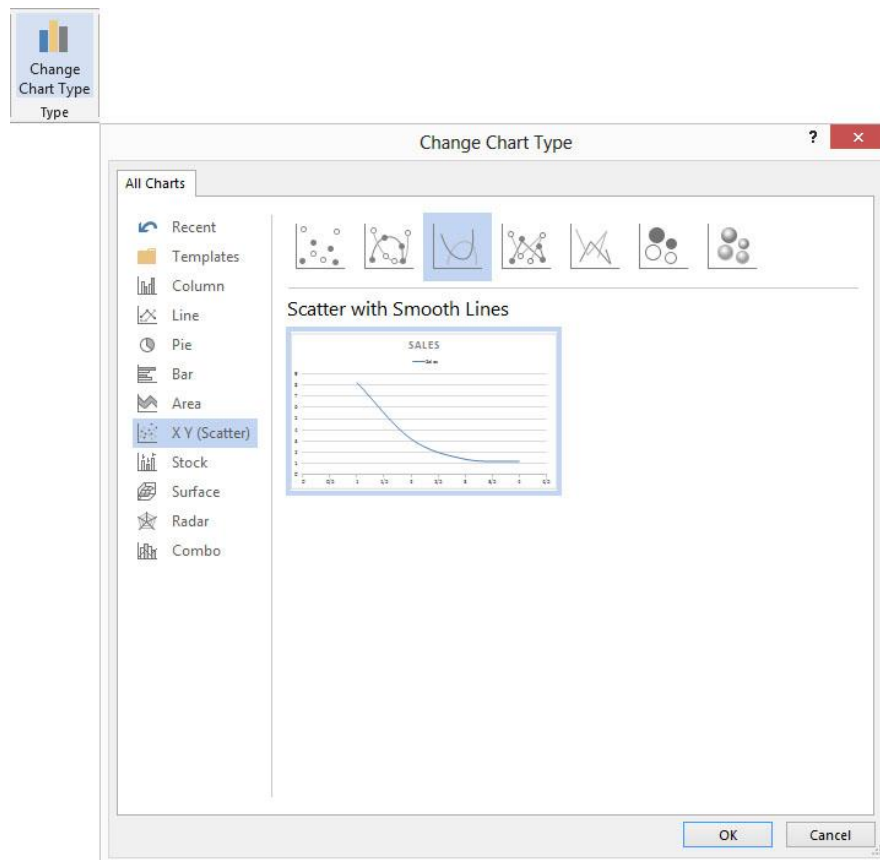 Change
Chart Type
Type
Change Chart Type
?
All Charts
Recent
Templates
Column
Line
Pie
Bar
Area
X Y (Scatter)
Stock
Surface
Radar
Combo
Scatter with Smooth Lines
SALES
Sales
OK
Cancel